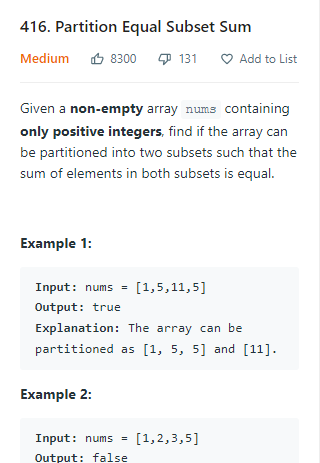 416. Partition Equal Subset Sum
Medium 8300 131 Add to List
Given a non-empty array nums containing
only positive integers, find if the array can
be partitioned into two subsets such that the
sum of elements in both subsets is equal.
Example 1:
Input: nums = [1,5,11,5]
Output: true
Explanation: The array can be
partitioned as [1, 5, 5] and [11].
Example 2:
Input: nums = [1,2,3,5]
Output: false